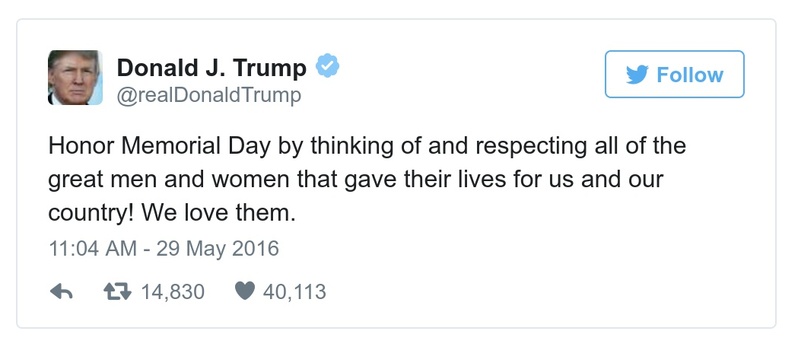 Donald J. Trump
@realDonaldTrump
Follow
Honor Memorial Day by thinking of and respecting all of the
great men and women that gave their lives for us and our
country! We love them.
11:04 AM - 29 May 2016
14,830 40,113